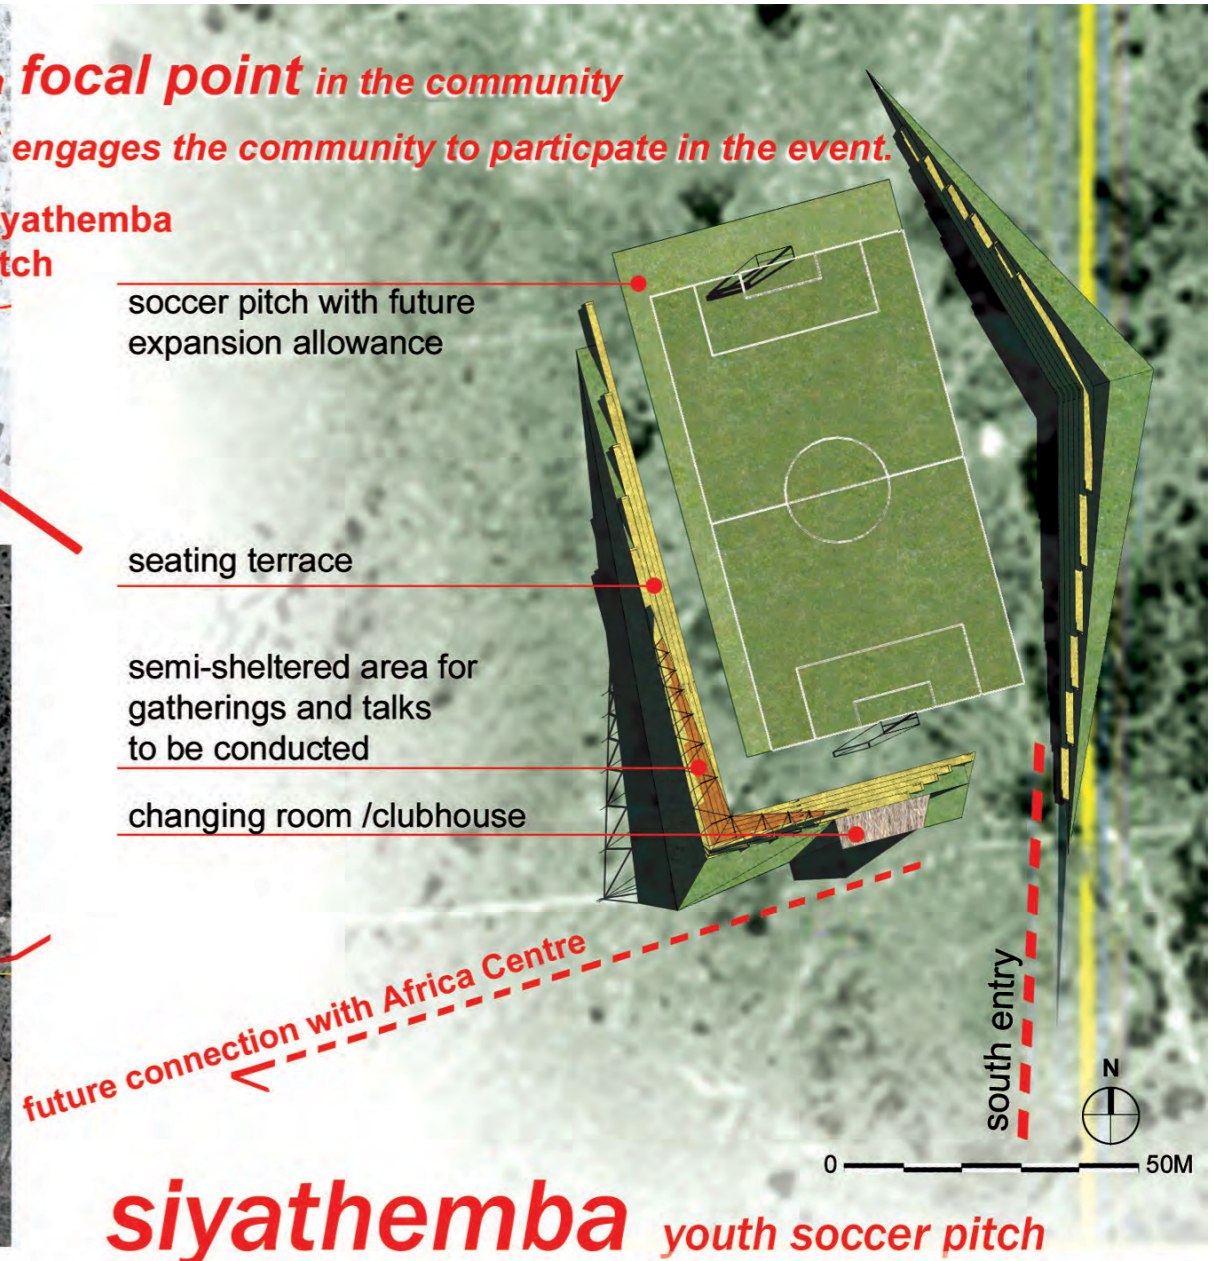 focal point in the community
engages the community to particpate in the event.
yathemba
tch
soccer pitch with future
expansion allowance
seating terrace
semi-sheltered area for
gatherings and talks
to be conducted
changing room /clubhouse
future connection with Africa Centre
south entry
N
0 50M
siyathemba youth soccer pitch